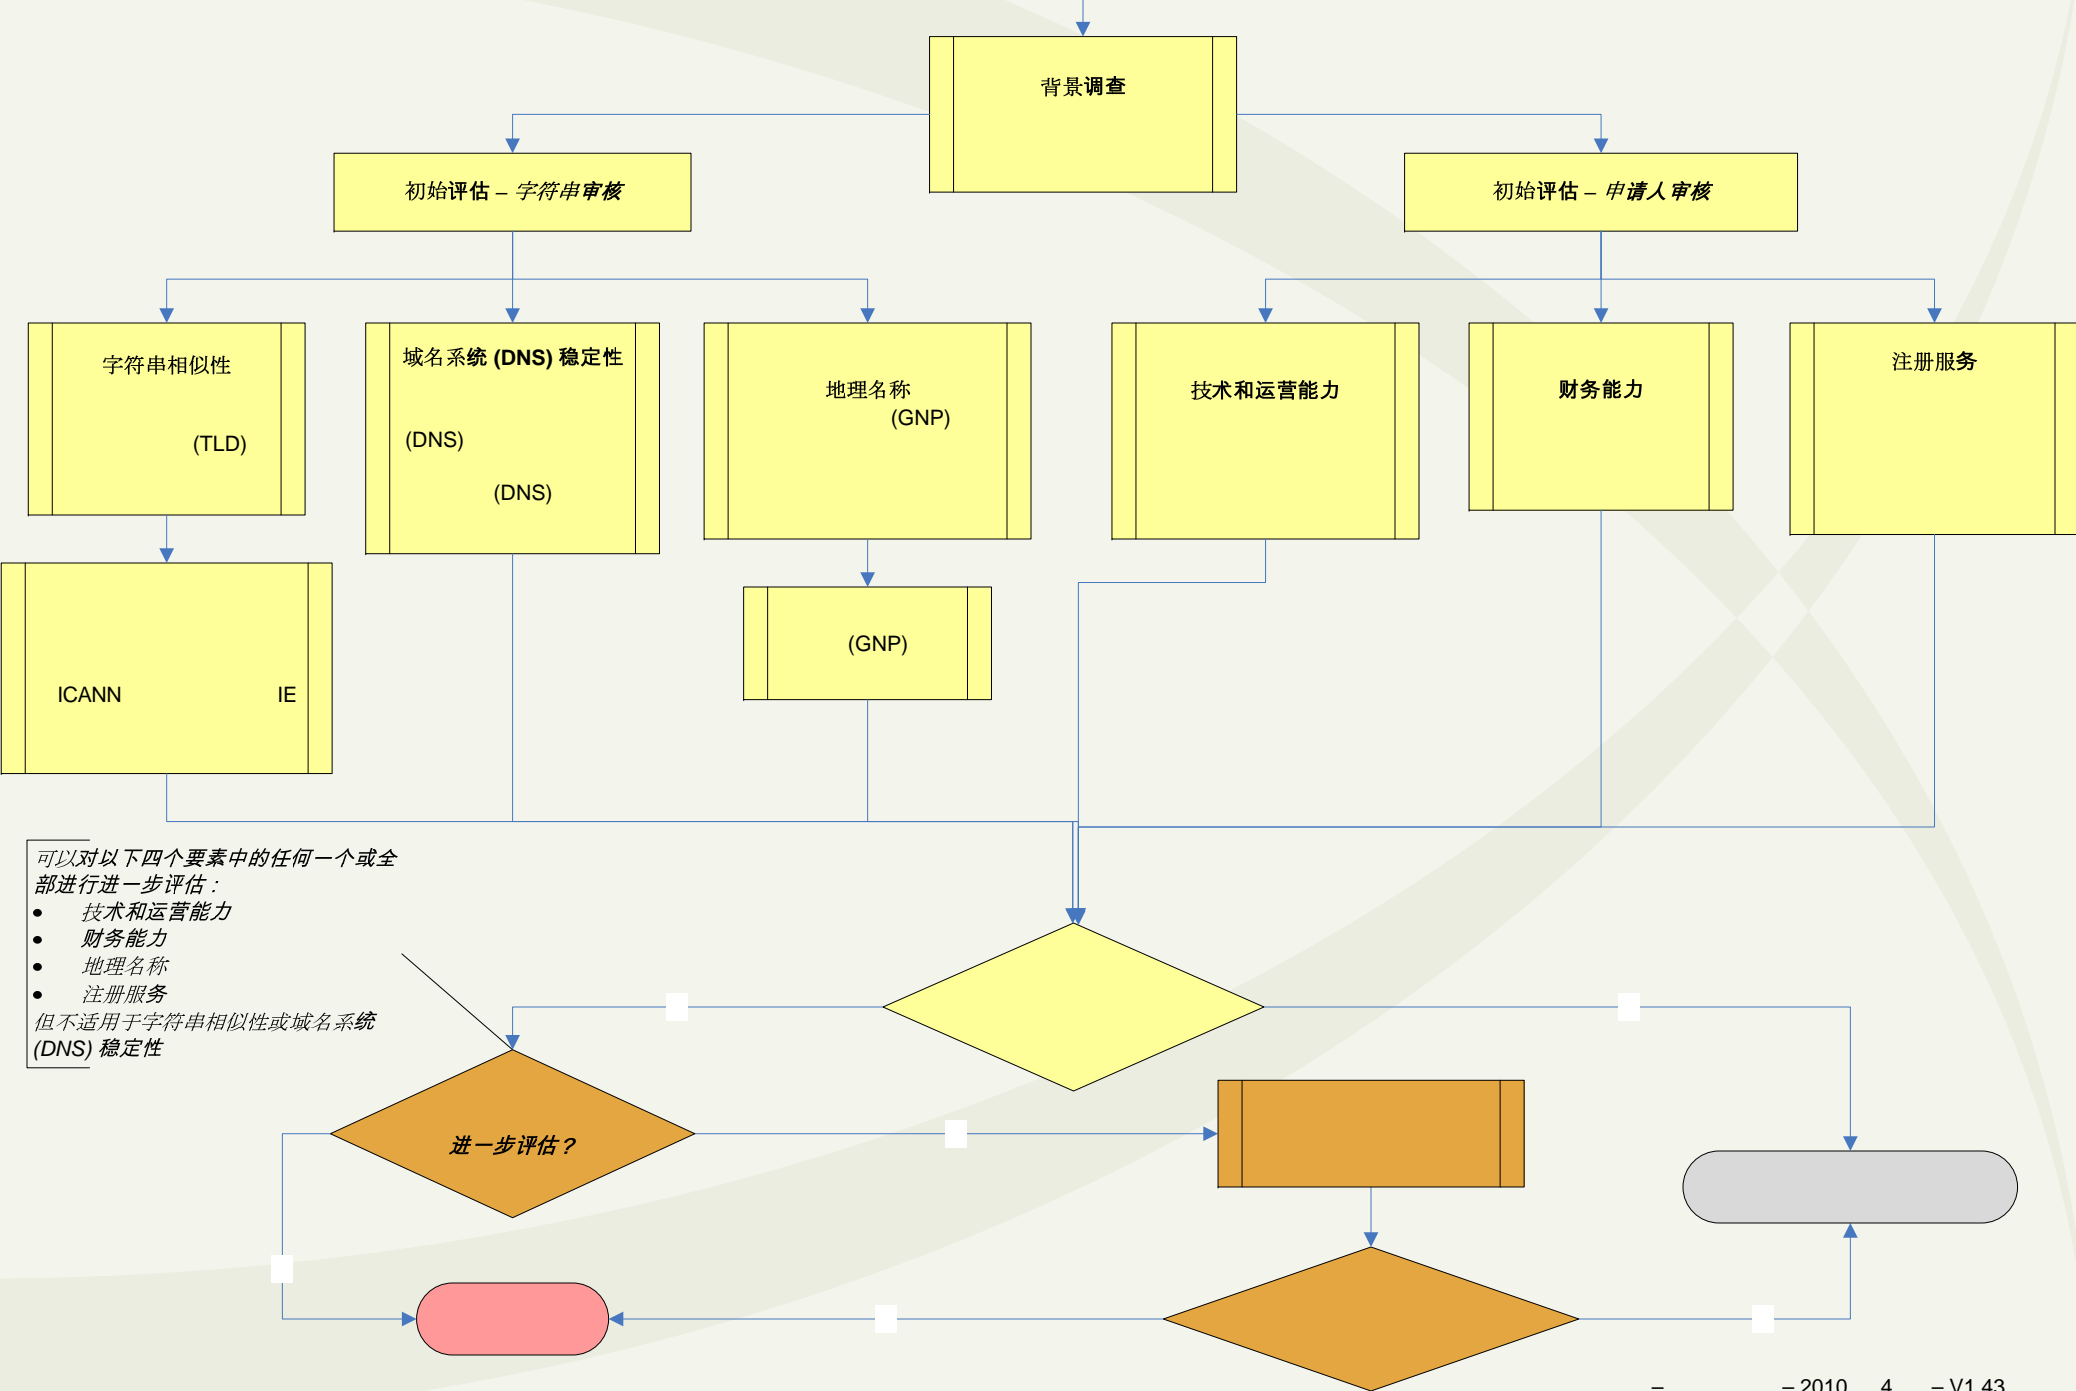 背景调查
初始评估 – 字符串审核
初始评估 – 申请人审核
字符串相似性
(TLD)
域名系统 (DNS) 稳定性
(DNS)
(DNS)
地理名称
(GNP)
技术和运营能力
财务能力
注册服务
ICANN IE
(GNP)
可以对以下四个要素中的任何一个或全
部进行进一步评估：
• 技术和运营能力
• 财务能力
• 地理名称
• 注册服务
但不适用于字符串相似性或域名系统
(DNS) 稳定性
进一步评估？
– – 2010 4 – V1.43